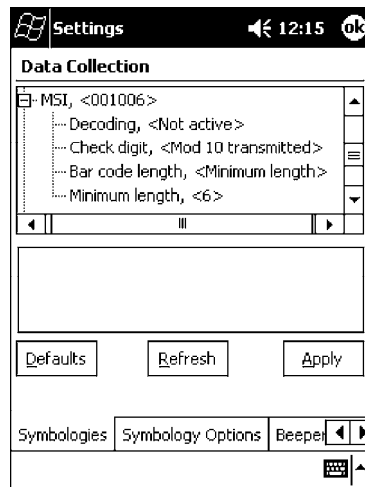 Settings 12:15 ok
Data Collection
MSI, <001006>
Decoding, <Not active>
Check digit, <Mod 10 transmitted>
Bar code length, <Minimum length>
Minimum length, <6>
Defaults Refresh Apply
Symbologies Symbology Options Beeper